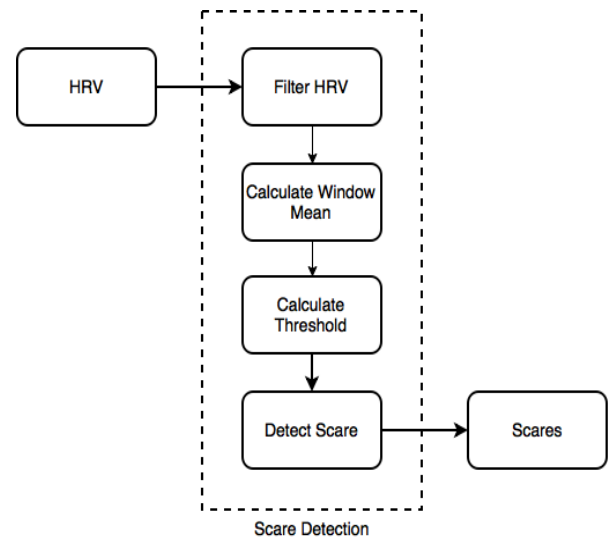 HRV
Filter HRV
Calculate Window
Mean
Calculate
Threshold
Detect Scare
Scares
Scare Detection